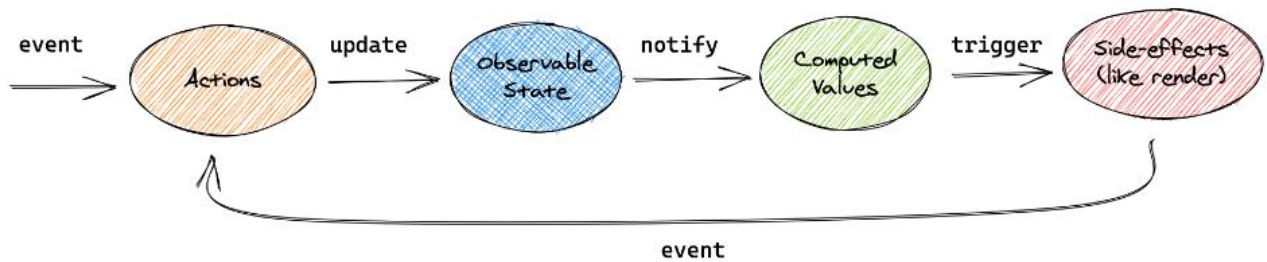 event
Actions
update
Observable
State
notify
Computed
Values
trigger
Side-effects
(like render)
event